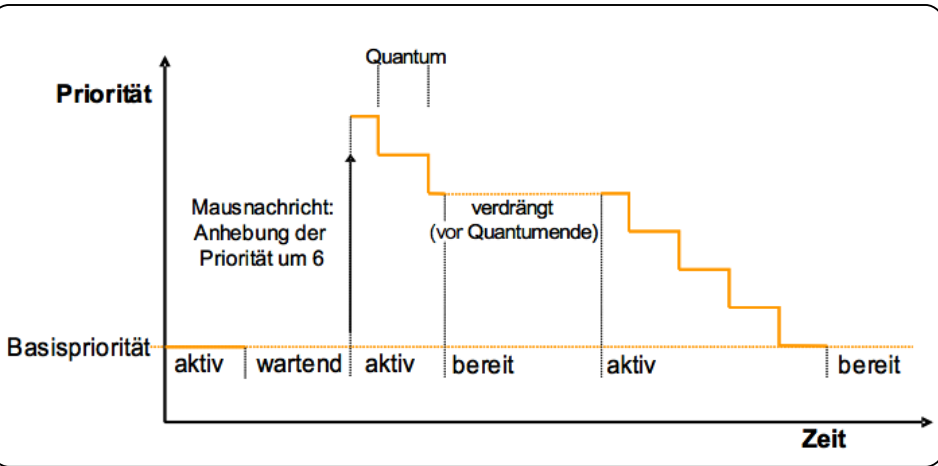 Quantum
Priorität
Mausnachricht:
Anhebung der
Priorität um 6
verdrängt
(vor Quantumende)
Basispriorität
aktiv
wartend
aktiv
bereit
aktiv
bereit
Zeit